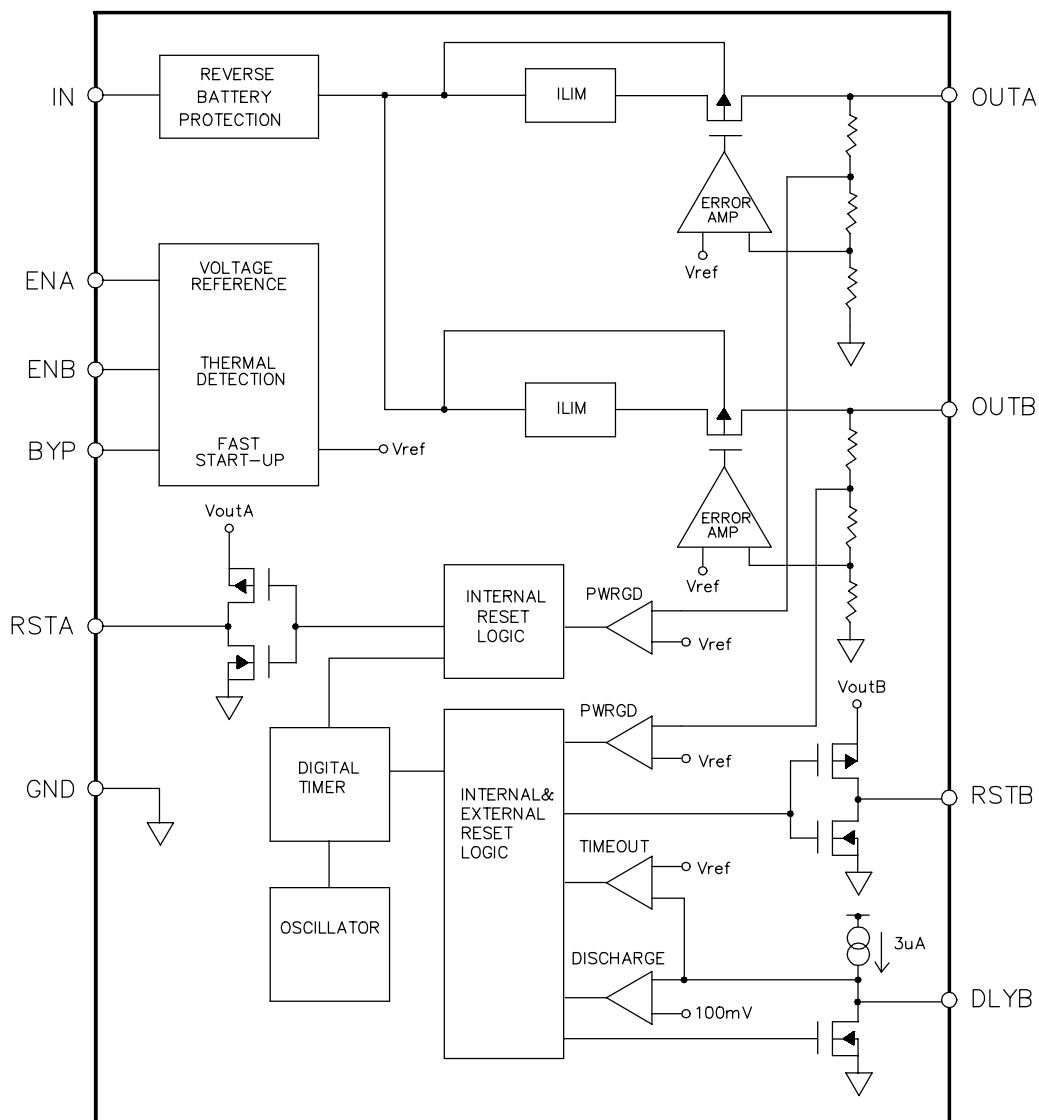 REVERSE
BATTERY
PROTECTION
IN
ILIM
OUTA
ERROR
AMP
Vref
ENA
VOLTAGE
REFERENCE
ENB
THERMAL
DETECTION
BYP
FAST
START-UP
Vref
ILIM
OUTB
ERROR
AMP
Vref
VoutA
RSTA
INTERNAL
RESET
LOGIC
PWRGD
Vref
VoutB
PWRGD
Vref
GND
DIGITAL
TIMER
INTERNAL&
EXTERNAL
RESET
LOGIC
RSTB
TIMEOUT
Vref
OSCILLATOR
3uA
DISCHARGE
100mV
DLYB